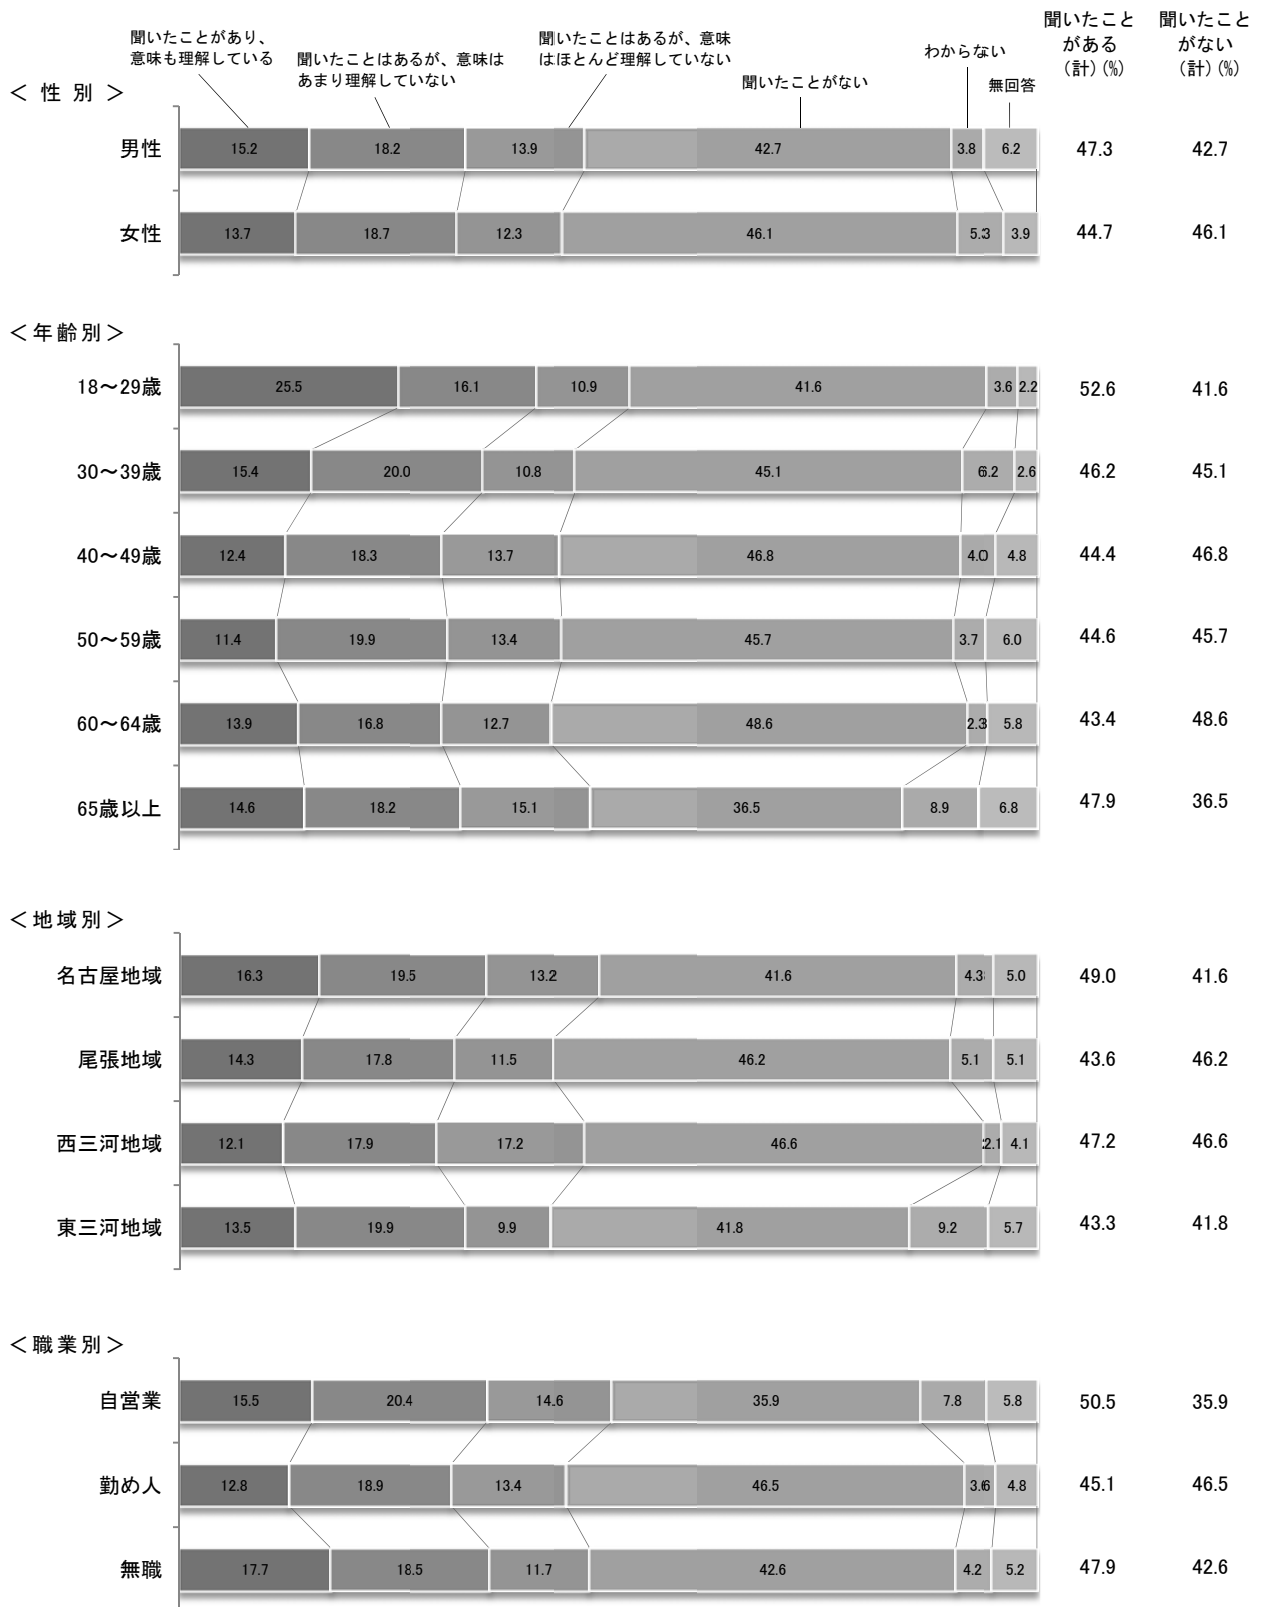 聞いたこと 聞いたこと
がある がない
（計）(%) （計）(%)
聞いたことがあり、
意味も理解している
聞いたことはあるが、意味は
あまり理解していない
聞いたことはあるが、意味
はほとんど理解していない
聞いたことがない
わからない
無回答
＜ 性 別 ＞
男性 15.2 18.2 13.9 42.7 3.8 6.2 47.3 42.7
女性 13.7 18.7 12.3 46.1 5.3 3.9 44.7 46.1
＜年齢別＞
18～29歳 25.5 16.1 10.9 41.6 3.6 2.2 52.6 41.6
30～39歳 15.4 20.0 10.8 45.1 6.2 2.6 46.2 45.1
40～49歳 12.4 18.3 13.7 46.8 4.0 4.8 44.4 46.8
50～59歳 11.4 19.9 13.4 45.7 3.7 6.0 44.6 45.7
60～64歳 13.9 16.8 12.7 48.6 2.3 5.8 43.4 48.6
65歳以上 14.6 18.2 15.1 36.5 8.9 6.8 47.9 36.5
＜地域別＞
名古屋地域 16.3 19.5 13.2 41.6 4.3 5.0 49.0 41.6
尾張地域 14.3 17.8 11.5 46.2 5.1 5.1 43.6 46.2
西三河地域 12.1 17.9 17.2 46.6 2.1 4.1 47.2 46.6
東三河地域 13.5 19.9 9.9 41.8 9.2 5.7 43.3 41.8
＜職業別＞
自営業 15.5 20.4 14.6 35.9 7.8 5.8 50.5 35.9
勤め人 12.8 18.9 13.4 46.5 3.6 4.8 45.1 46.5
無職 17.7 18.5 11.7 42.6 4.2 5.2 47.9 42.6